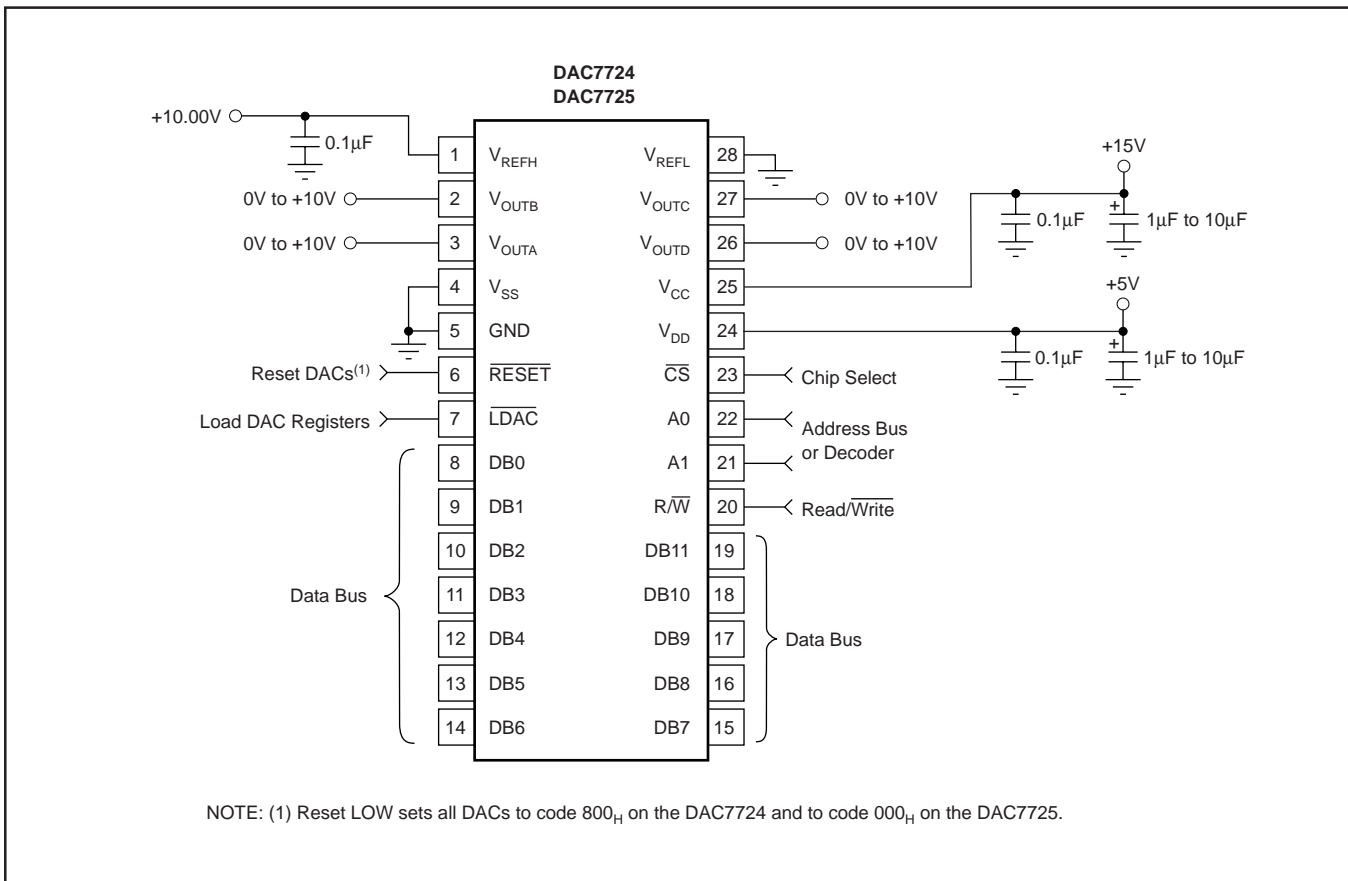 DAC7724
DAC7725
+10.00V
0.1µF
1 VREFH VREFL 28
+15V
0V to +10V 2 VOUTB VOUTC 27 0V to +10V
0.1µF 1µF to 10µF
+
0V to +10V 3 VOUTA VOUTD 26 0V to +10V
4 VSS VCC 25
+5V
5 GND VDD 24
0.1µF 1µF to 10µF
+
Reset DACs(1) 6 RESET CS 23 Chip Select
Load DAC Registers 7 LDAC A0 22
Address Bus
or Decoder
8 DB0 A1 21
9 DB1 R/W 20 Read/Write
10 DB2 DB11 19
11 DB3 DB10 18
Data Bus
12 DB4 DB9 17
Data Bus
13 DB5 DB8 16
14 DB6 DB7 15
NOTE: (1) Reset LOW sets all DACs to code 800H on the DAC7724 and to code 000H on the DAC7725.